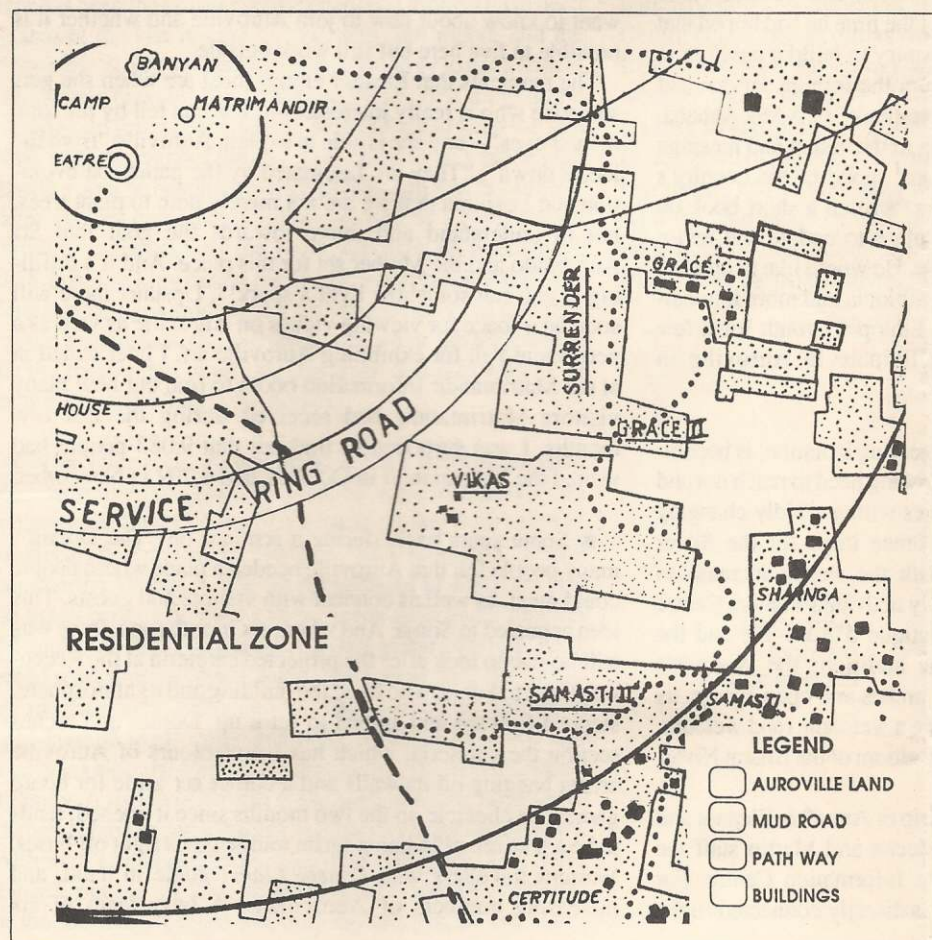 BANYAN
CAMP
MATRIMANDIR
EATRE
GRACE
SURRENDER
HOUSE
RING ROAD
GRACE II
VIKAS
SERVICE
SHARNGA
RESIDENTIAL ZONE
SAMASTI II
SAMASTI
LEGEND
AUROVILLE LAND
MUD ROAD
PATH WAY
BUILDINGS
CERTITUDE